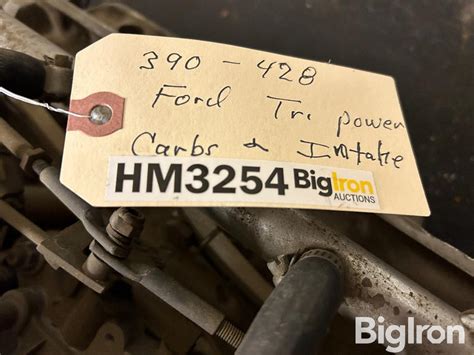 390 - 428
Ford Tri power
Carbs & Intake
HM3254 BigIron
AUCTIONS
BigIron